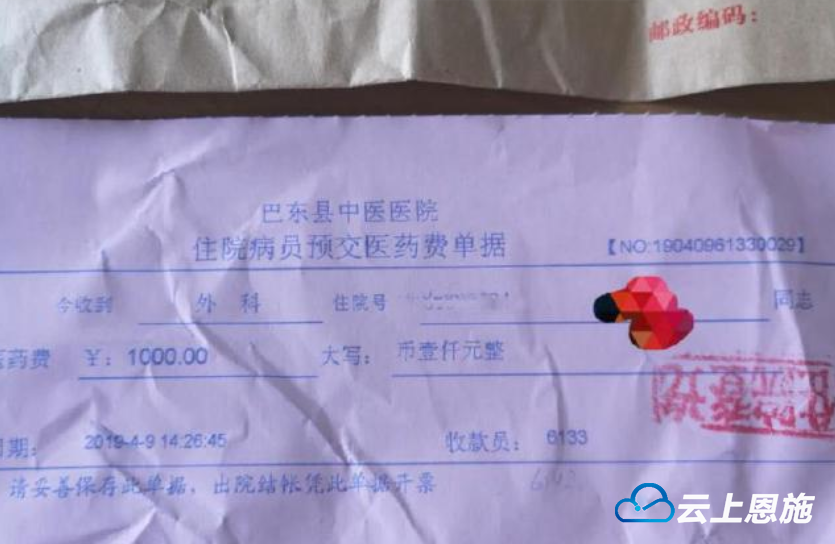 邮政编码：
巴东县中医医院
住院病员预交医药费单据
【NO:19040961330029】
今收到 外科 住院号 同志
医药费 ￥：1000.00 大写： 币壹仟元整
日期： 2019-4-9 14:26:45 收款员： 6133
请妥善保存此单据，出院结帐凭此单据开票
云上恩施